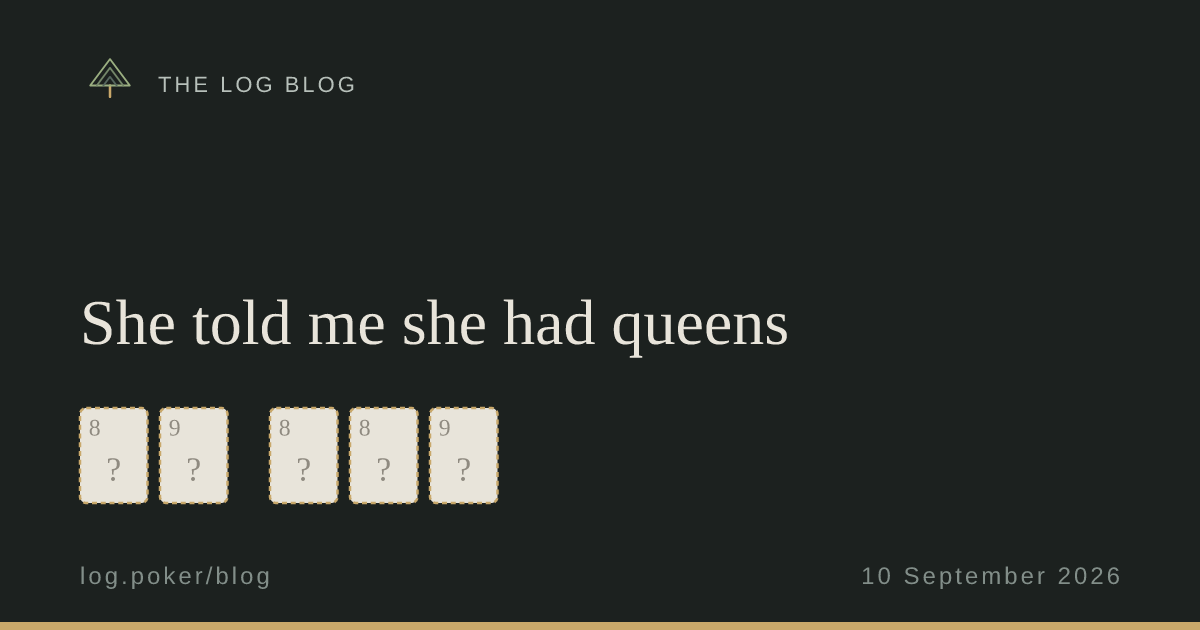 THE LOG BLOG
She told me she had queens
8 9 8 8 9
? ? ? ? ?
log.poker/blog 10 September 2026